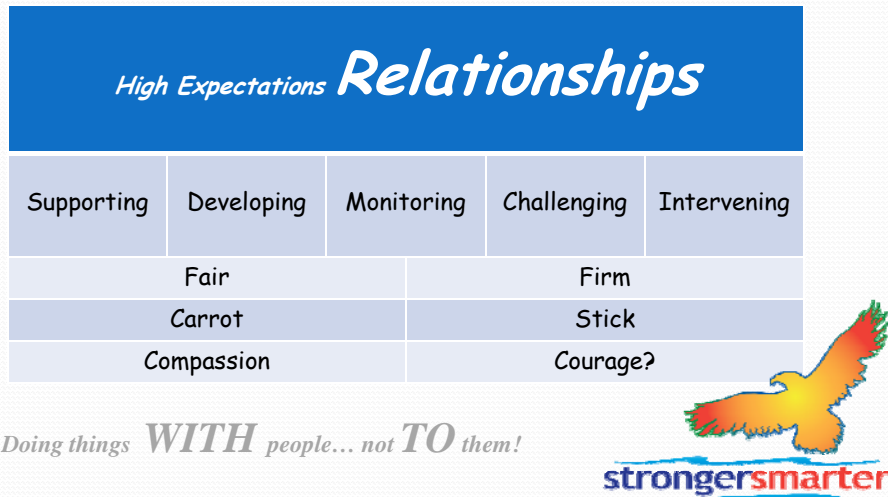 High Expectations Relationships
Supporting Developing Monitoring Challenging Intervening
Fair Firm
Carrot Stick
Compassion Courage?
Doing things WITH people... not TO them!
strongersmarter